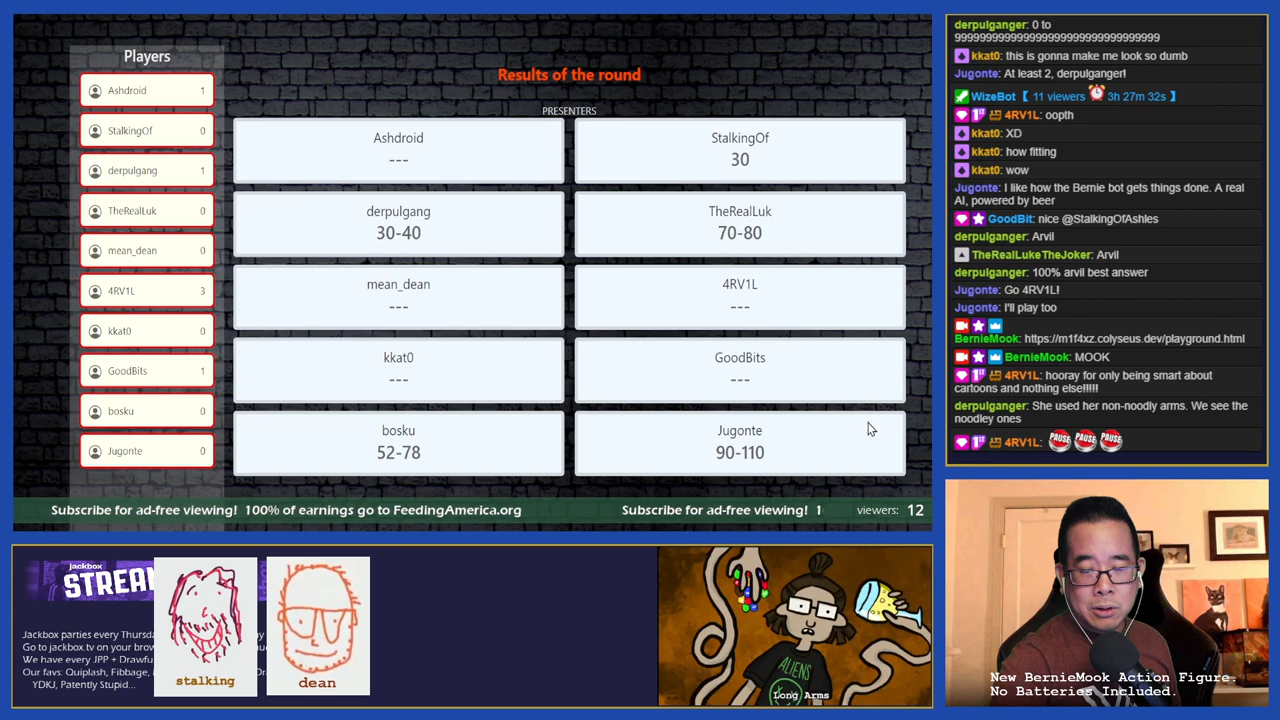 Players
Ashdroid 1
StalkingOf 0
derpulgang 1
TheRealLuk 0
mean_dean 0
4RV1L 3
kkat0 0
GoodBits 1
bosku 0
Jugonte 0
Results of the round
PRESENTERS
Ashdroid
---
StalkingOf
30
derpulgang
30-40
TheRealLuk
70-80
mean_dean
---
4RV1L
---
kkat0
---
GoodBits
---
bosku
52-78
Jugonte
90-110
Subscribe for ad-free viewing! 100% of earnings go to FeedingAmerica.org
Subscribe for ad-free viewing! 1
viewers: 12
jackbox
STREA
Jackbox parties every Thursda
Go to jackbox.tv on your brow
We have every JPP + Drawfu
Our favs: Quiplash, Fibbage,
YDKJ, Patently Stupid...
stalking
dean
ALIENS
Long Arms
derpulganger: 0 to
9999999999999999999999999999999999
kkat0: this is gonna make me look so dumb
Jugonte: At least 2, derpulganger!
WizeBot 【 11 viewers ⏰ 3h 27m 32s 】
4RV1L: oopth
kkat0: XD
kkat0: how fitting
kkat0: wow
Jugonte: I like how the Bernie bot gets things done. A real
AI, powered by beer
GoodBit: nice @StalkingOfAshles
derpulganger: Arvil
TheRealLukeTheJoker: Arvil
derpulganger: 100% arvil best answer
Jugonte: Go 4RV1L!
Jugonte: I'll play too
BernieMook: https://m1f4xz.colyseus.dev/playground.html
BernieMook: MOOK
4RV1L: hooray for only being smart about
cartoons and nothing else!!!!!
derpulganger: She used her non-noodly arms. We see the
noodley ones
4RV1L: PAUSE PAUSE PAUSE
New BernieMook Action Figure.
No Batteries Included.